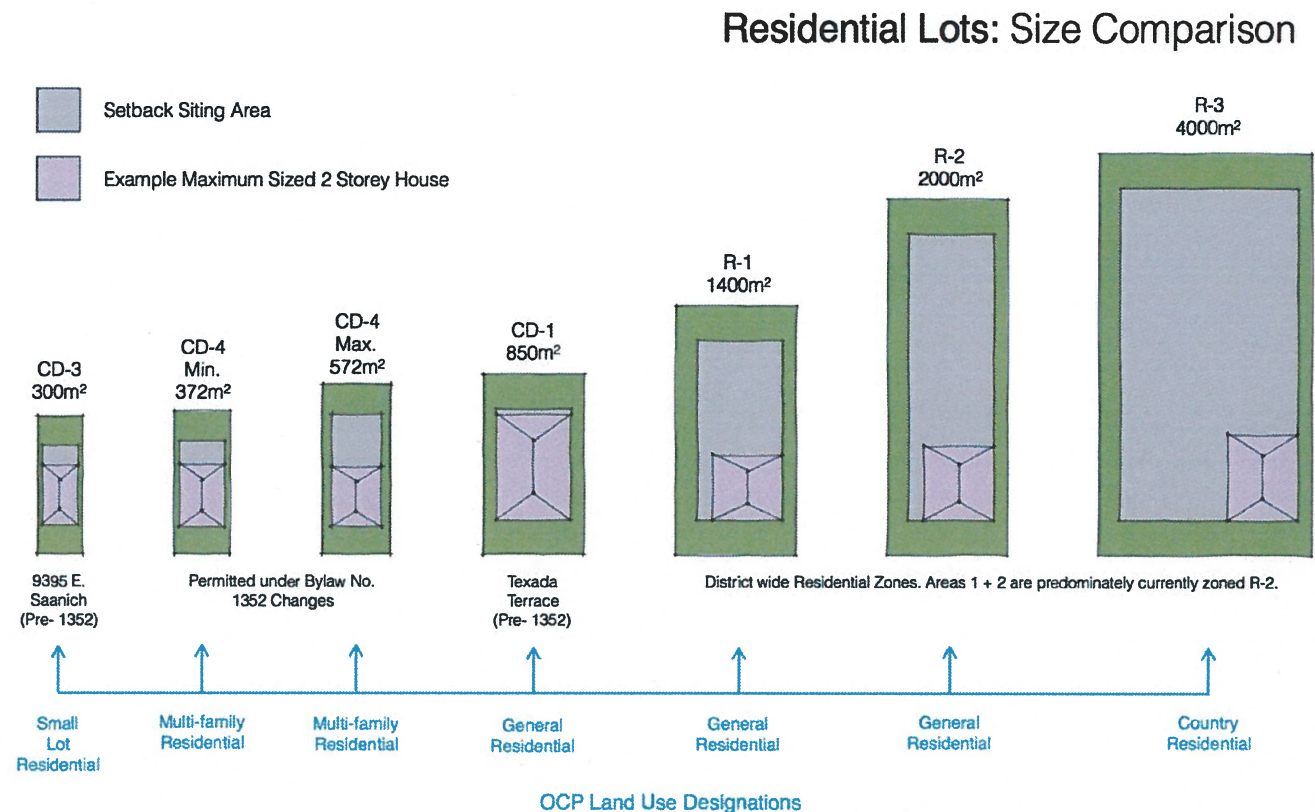 Residential Lots: Size Comparison
Setback Siting Area
Example Maximum Sized 2 Storey House
CD-3
300m²
CD-4
Min.
372m²
CD-4
Max.
572m²
CD-1
850m²
R-1
1400m²
R-2
2000m²
R-3
4000m²
9395 E.
Saanich
(Pre- 1352)
Permitted under Bylaw No.
1352 Changes
Texada
Terrace
(Pre- 1352)
District wide Residential Zones. Areas 1 + 2 are predominately currently zoned R-2.
Small
Lot
Residential
Multi-family
Residential
Multi-family
Residential
General
Residential
General
Residential
General
Residential
Country
Residential
OCP Land Use Designations